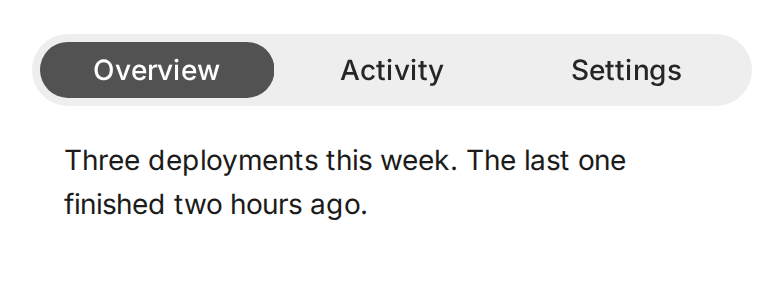 Overview Activity Settings
Three deployments this week. The last one
finished two hours ago.